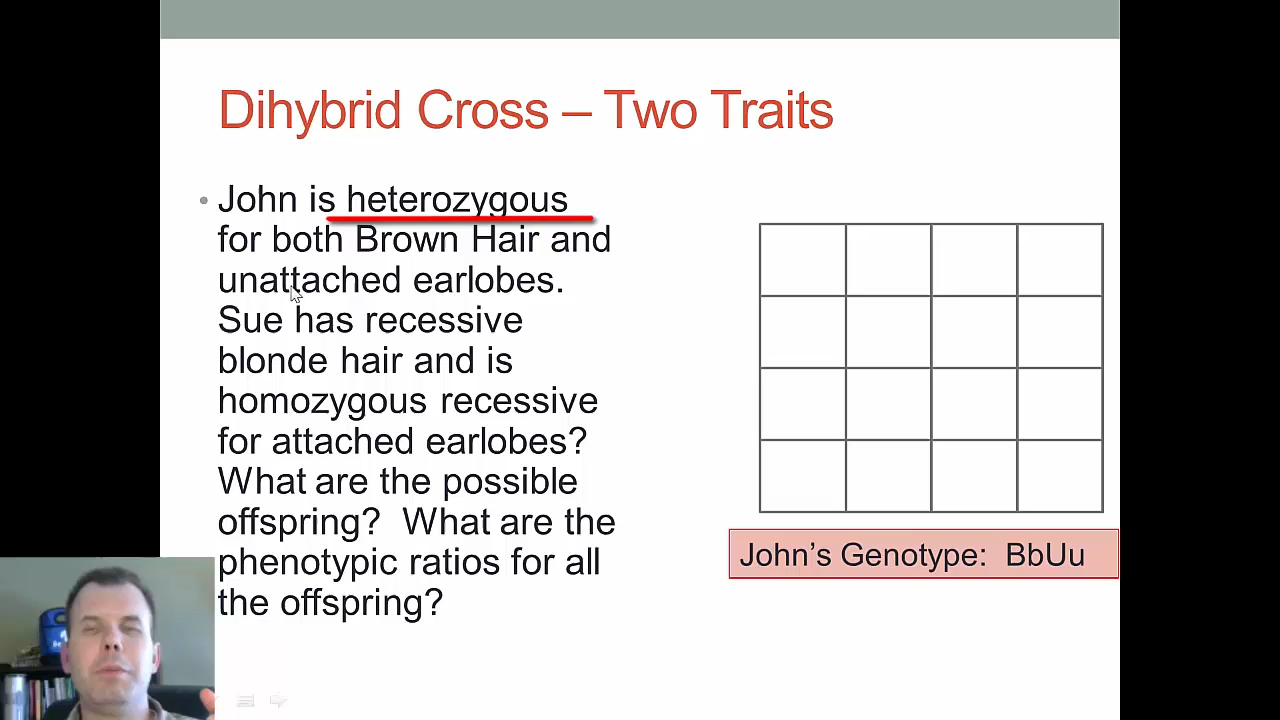 Dihybrid Cross – Two Traits
• John is heterozygous
for both Brown Hair and
unattached earlobes.
Sue has recessive
blonde hair and is
homozygous recessive
for attached earlobes?
What are the possible
offspring?  What are the
phenotypic ratios for all
the offspring?
John's Genotype:  BbUu